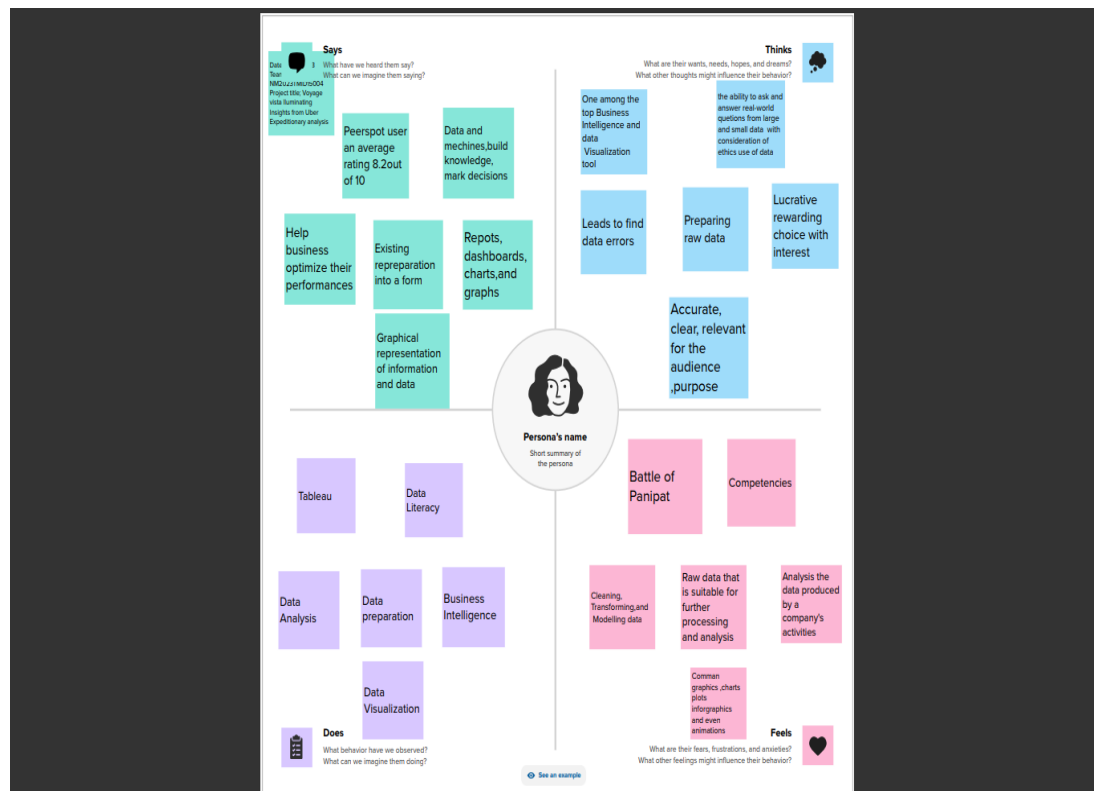 Says
What have we heard them say?
What can we imagine them saying?
Date 3
Tear
NM2023TMID15004
Project title: Voyage
vista Iluminating
Insights from Uber
Expeditionary analysis
Peerspot user
an average
rating 8.2out
of 10
Data and
mechines,build
knowledge,
mark decisions
Help
business
optimize their
performances
Existing
repreparation
into a form
Repots,
dashboards,
charts,and
graphs
Graphical
representation
of information
and data
Thinks
What are their wants, needs, hopes, and dreams?
What other thoughts might influence their behavior?
One among the
top Business
Intelligence and
data
Visualization
tool
the ability to ask and
answer real-world
quetions from large
and small data with
consideration of
ethics use of data
Leads to find
data errors
Preparing
raw data
Lucrative
rewarding
choice with
interest
Accurate,
clear, relevant
for the
audience
,purpose
Persona's name
Short summary of
the persona
Tableau
Data
Literacy
Data
Analysis
Data
preparation
Business
Intelligence
Data
Visualization
Does
What behavior have we observed?
What can we imagine them doing?
Battle of
Panipat
Competencies
Cleaning,
Transforming,and
Modelling data
Raw data that
is suitable for
further
processing
and analysis
Analysis the
data produced
by a
company's
activities
Comman
graphics ,charts
plots
inforgraphics
and even
animations
Feels
What are their fears, frustrations, and anxieties?
What other feelings might influence their behavior?
See an example